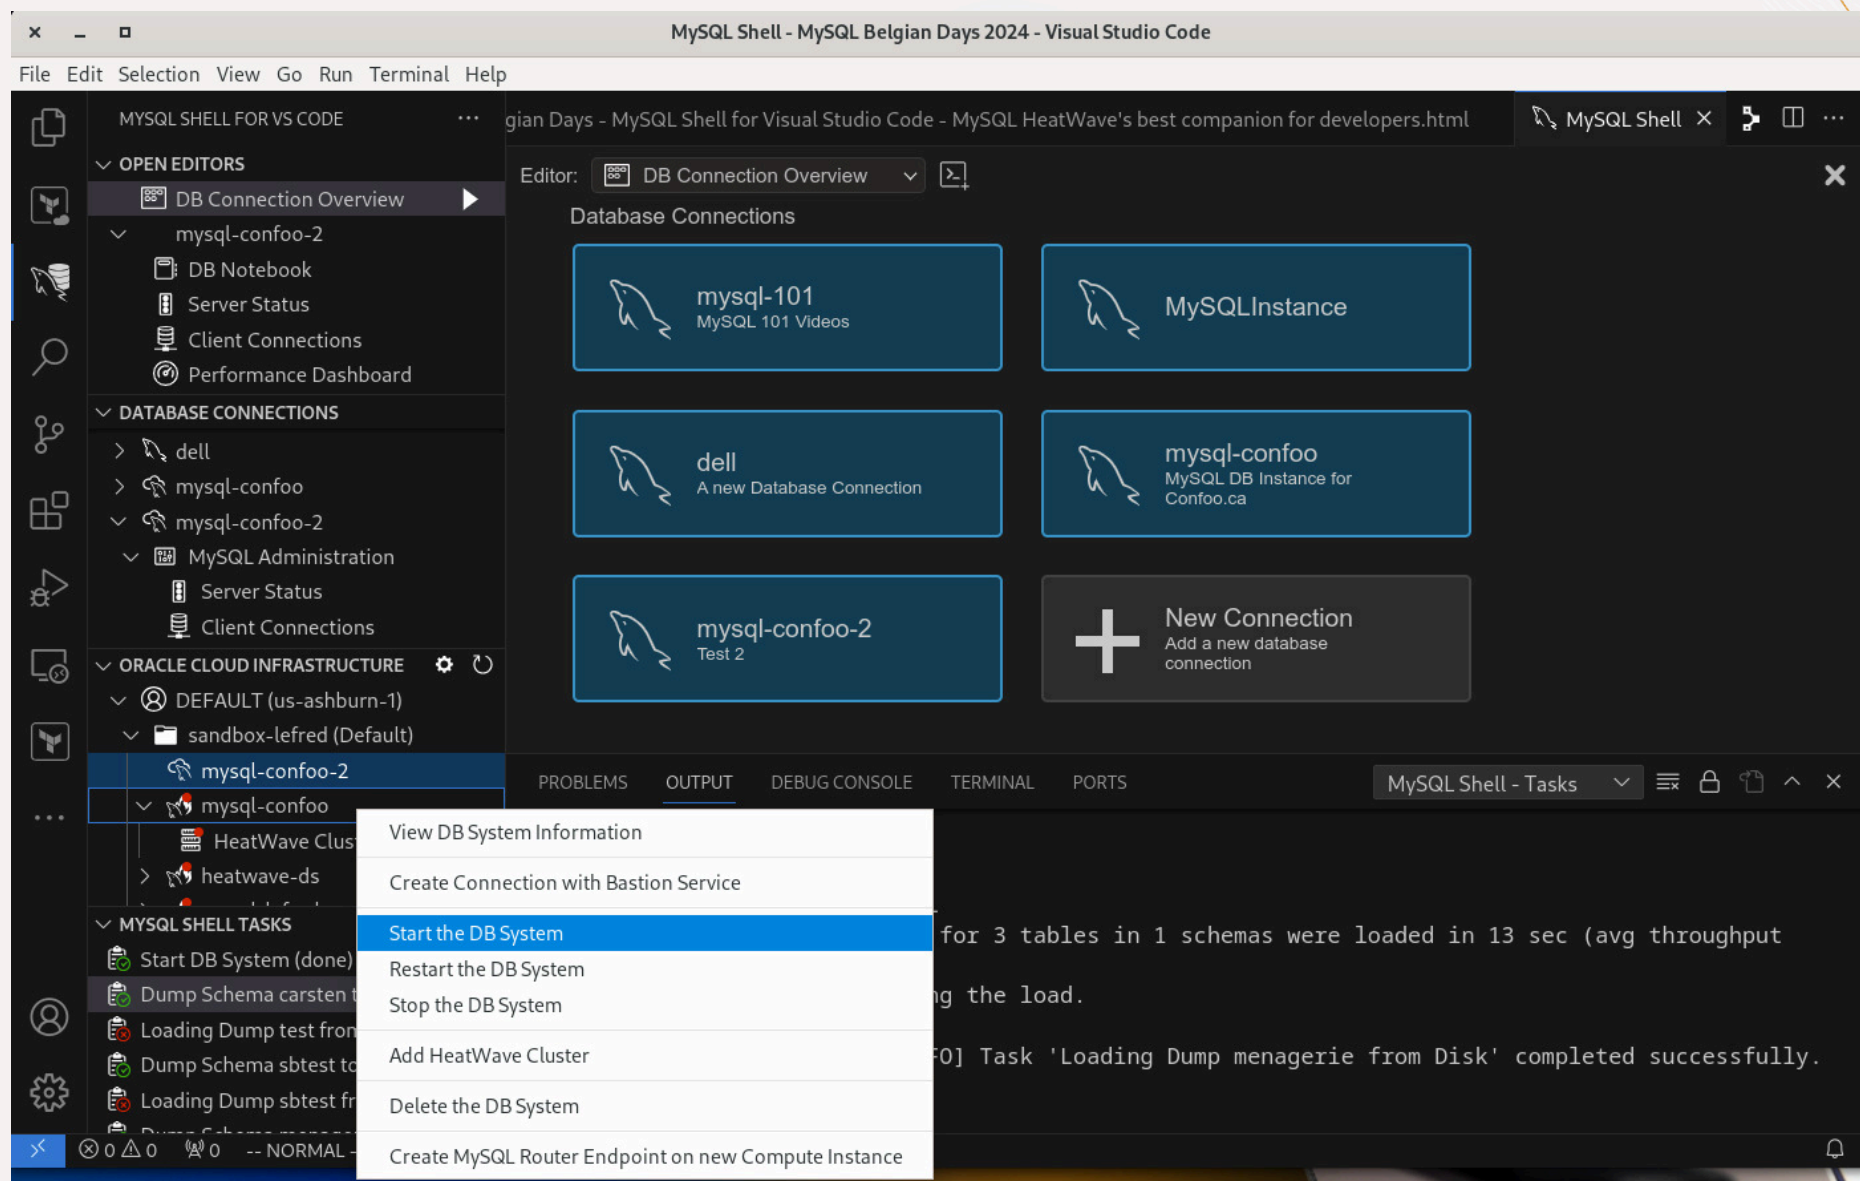 MySQL Shell - MySQL Belgian Days 2024 - Visual Studio Code
File Edit Selection View Go Run Terminal Help
MYSQL SHELL FOR VS CODE
OPEN EDITORS
DB Connection Overview
mysql-confoo-2
DB Notebook
Server Status
Client Connections
Performance Dashboard
DATABASE CONNECTIONS
dell
mysql-confoo
mysql-confoo-2
MySQL Administration
Server Status
Client Connections
ORACLE CLOUD INFRASTRUCTURE
DEFAULT (us-ashburn-1)
sandbox-lefred (Default)
mysql-confoo-2
mysql-confoo
HeatWave Clus
heatwave-ds
MYSQL SHELL TASKS
Start DB System (done)
Dump Schema carsten t
Loading Dump test from
Dump Schema sbtest to
Loading Dump sbtest fr
gian Days - MySQL Shell for Visual Studio Code - MySQL HeatWave's best companion for developers.html
MySQL Shell
Editor: DB Connection Overview
Database Connections
mysql-101
MySQL 101 Videos
MySQLInstance
dell
A new Database Connection
mysql-confoo
MySQL DB Instance for
Confoo.ca
mysql-confoo-2
Test 2
New Connection
Add a new database
connection
PROBLEMS OUTPUT DEBUG CONSOLE TERMINAL PORTS
MySQL Shell - Tasks
for 3 tables in 1 schemas were loaded in 13 sec (avg throughput
g the load.
FO] Task 'Loading Dump menagerie from Disk' completed successfully.
View DB System Information
Create Connection with Bastion Service
Start the DB System
Restart the DB System
Stop the DB System
Add HeatWave Cluster
Delete the DB System
Create MySQL Router Endpoint on new Compute Instance
0 0 0 -- NORMAL -